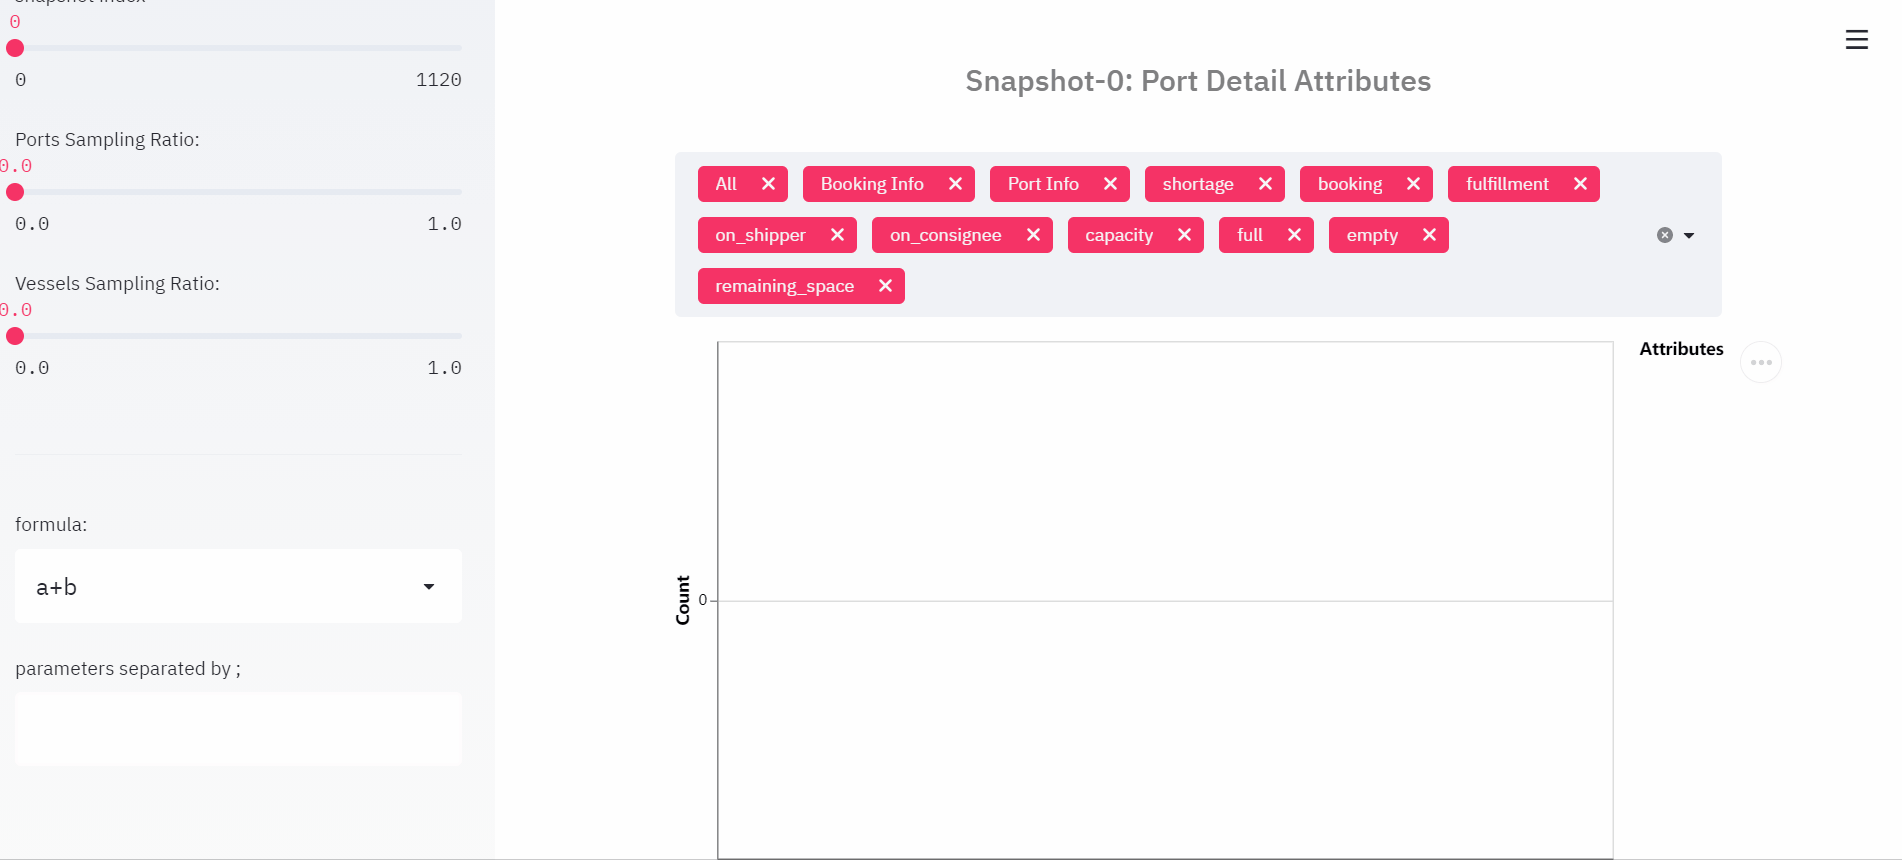 Snapshot Index
0
0 1120
Ports Sampling Ratio:
0.0
0.0 1.0
Vessels Sampling Ratio:
0.0
0.0 1.0
formula:
a+b
parameters separated by ;
Snapshot-0: Port Detail Attributes
All Booking Info Port Info shortage booking fulfillment
on_shipper on_consignee capacity full empty
remaining_space
Attributes
Count
0